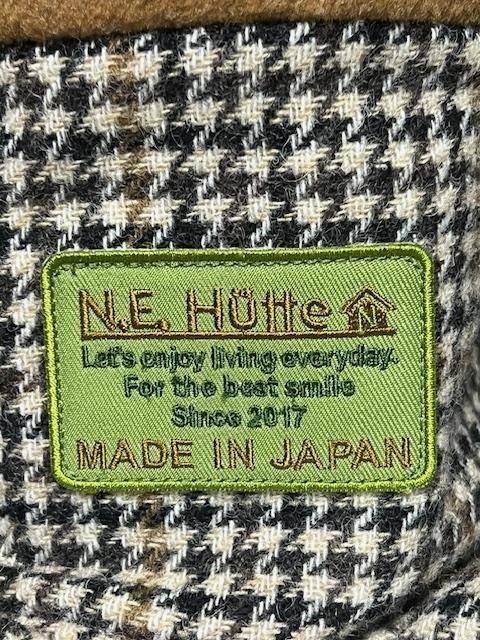 N.E. Hütte
Let's enjoy living everyday.
For the best smile
Since 2017
MADE IN JAPAN